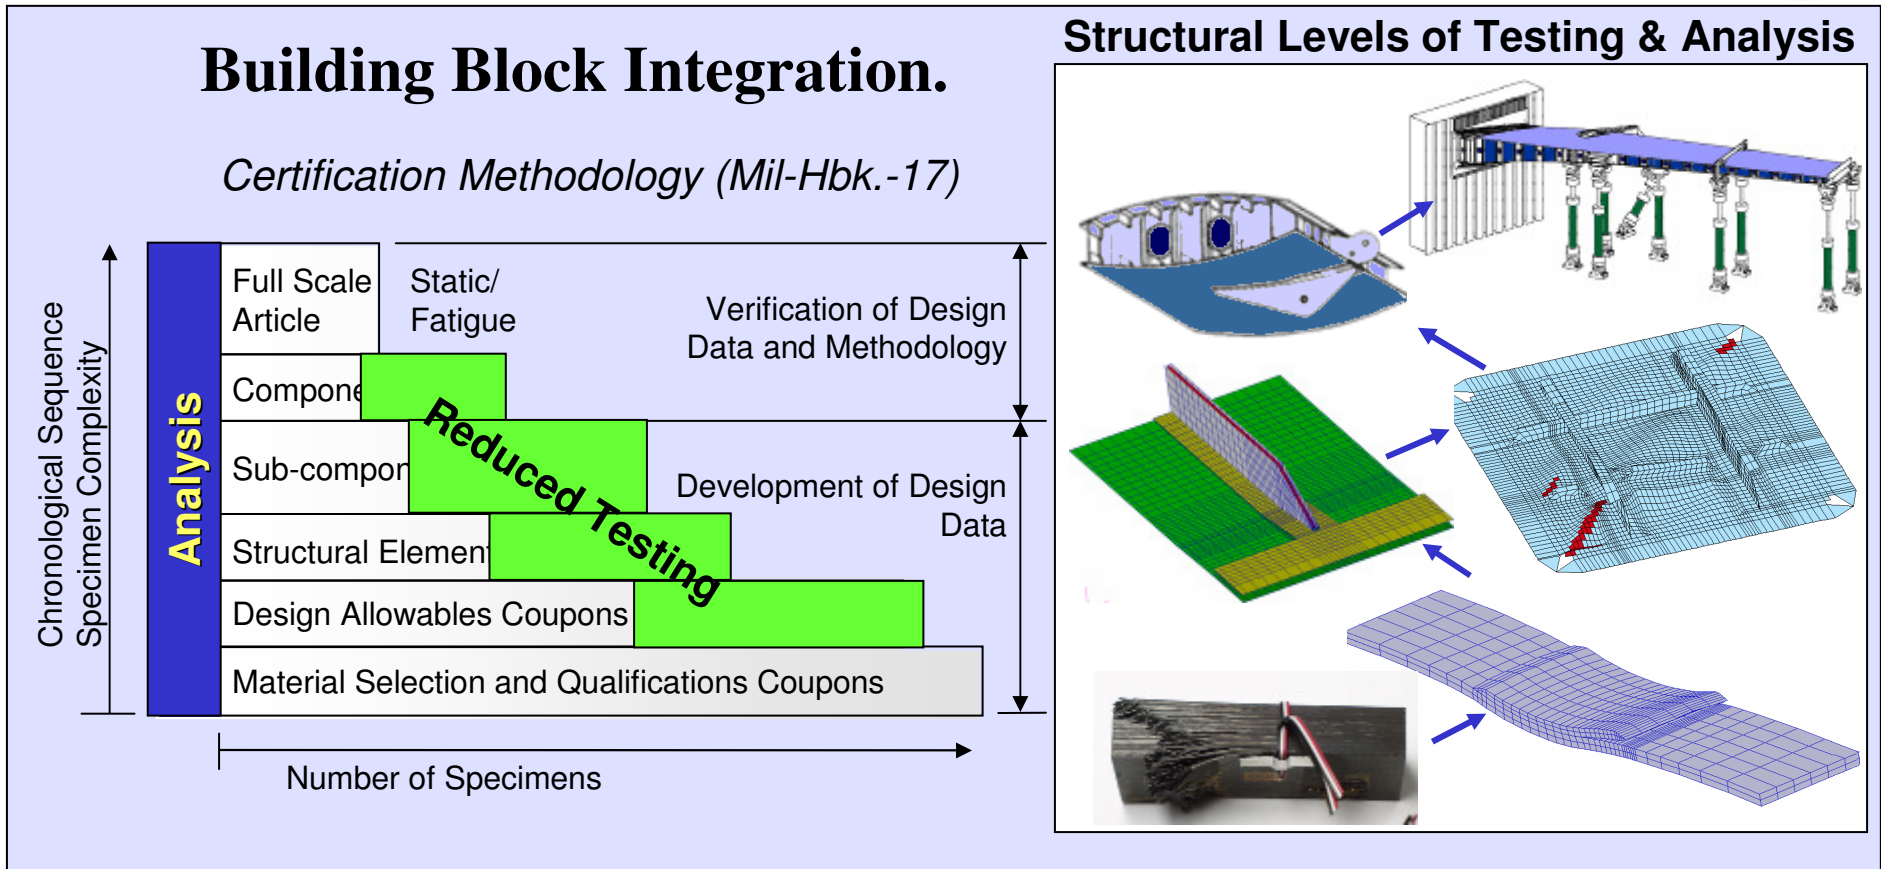 Building Block Integration.
Certification Methodology (Mil-Hbk.-17)
Chronological Sequence
Specimen Complexity
Analysis
Full Scale
Article
Static/
Fatigue
Compone
Sub-compon
Structural Element
Design Allowables Coupons
Material Selection and Qualifications Coupons
Reduced Testing
Verification of Design
Data and Methodology
Development of Design
Data
Number of Specimens
Structural Levels of Testing & Analysis